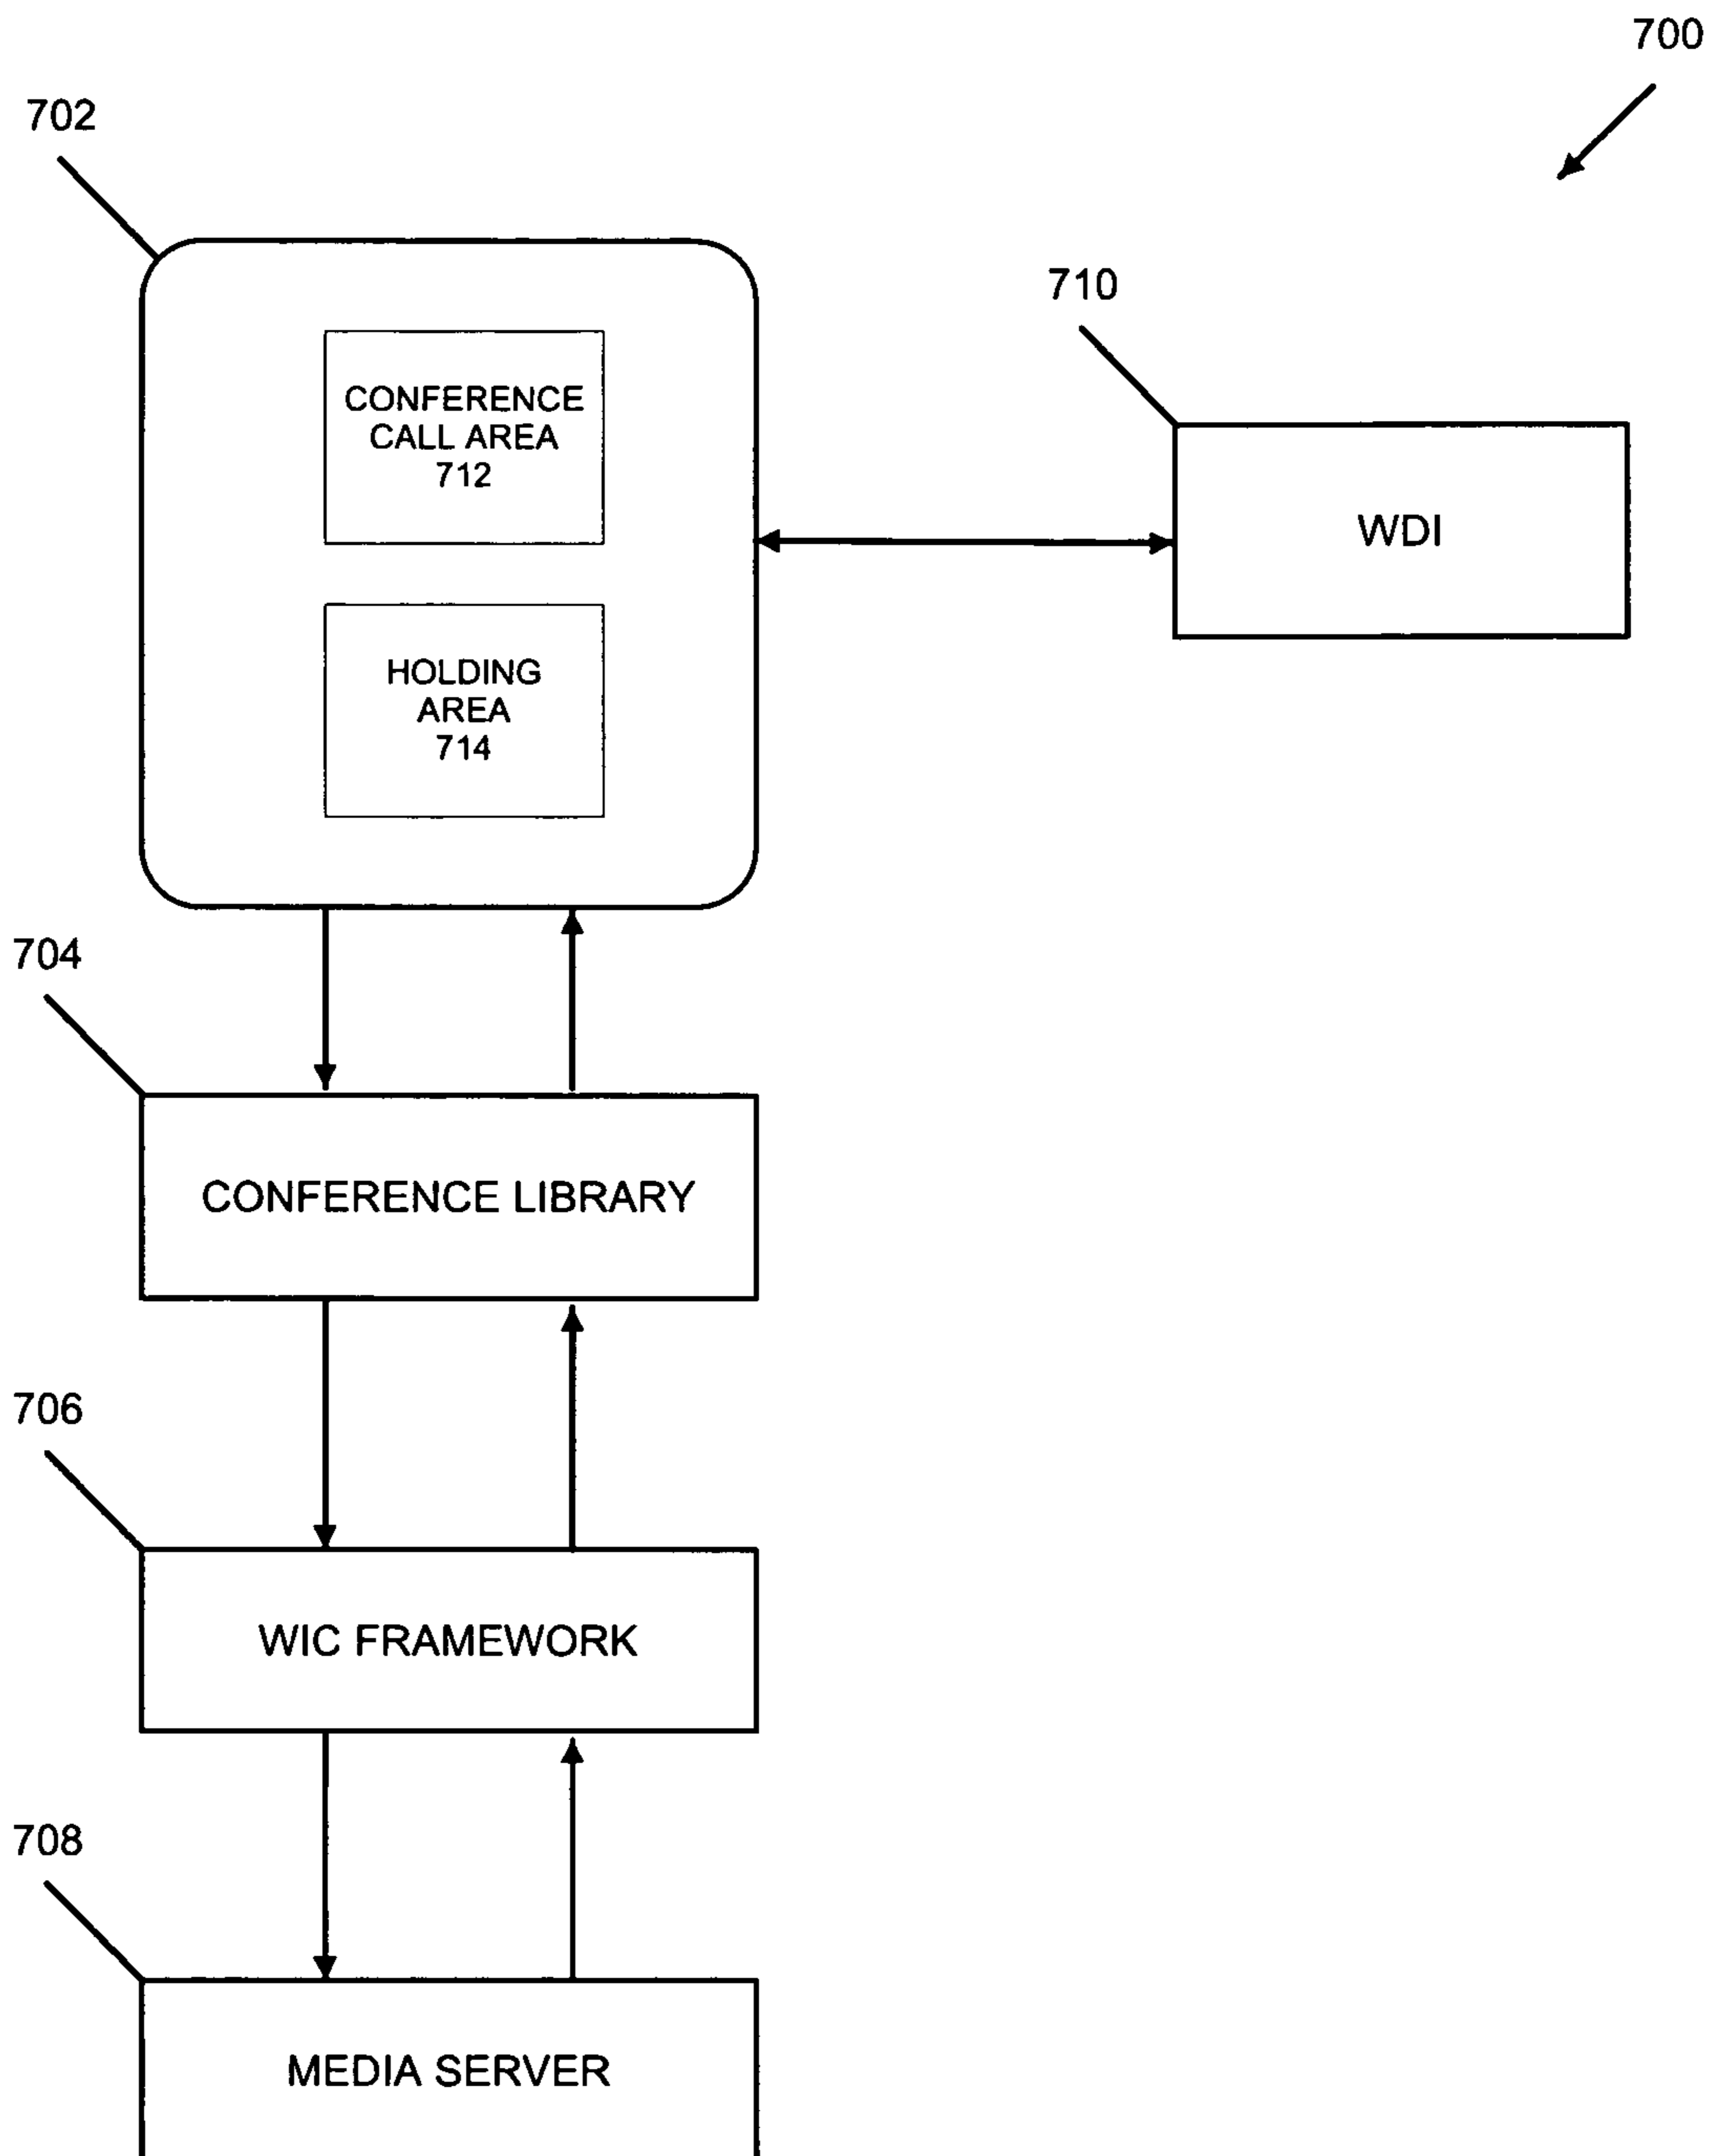 700
702
710
CONFERENCE
CALL AREA
712
WDI
HOLDING
AREA
714
704
CONFERENCE LIBRARY
706
WIC FRAMEWORK
708
MEDIA SERVER